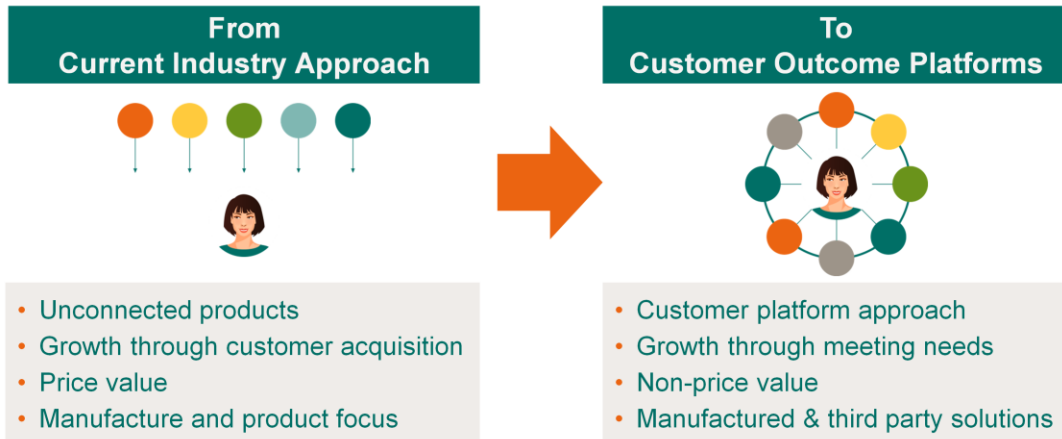 From
Current Industry Approach
• Unconnected products
• Growth through customer acquisition
• Price value
• Manufacture and product focus
To
Customer Outcome Platforms
• Customer platform approach
• Growth through meeting needs
• Non-price value
• Manufactured & third party solutions